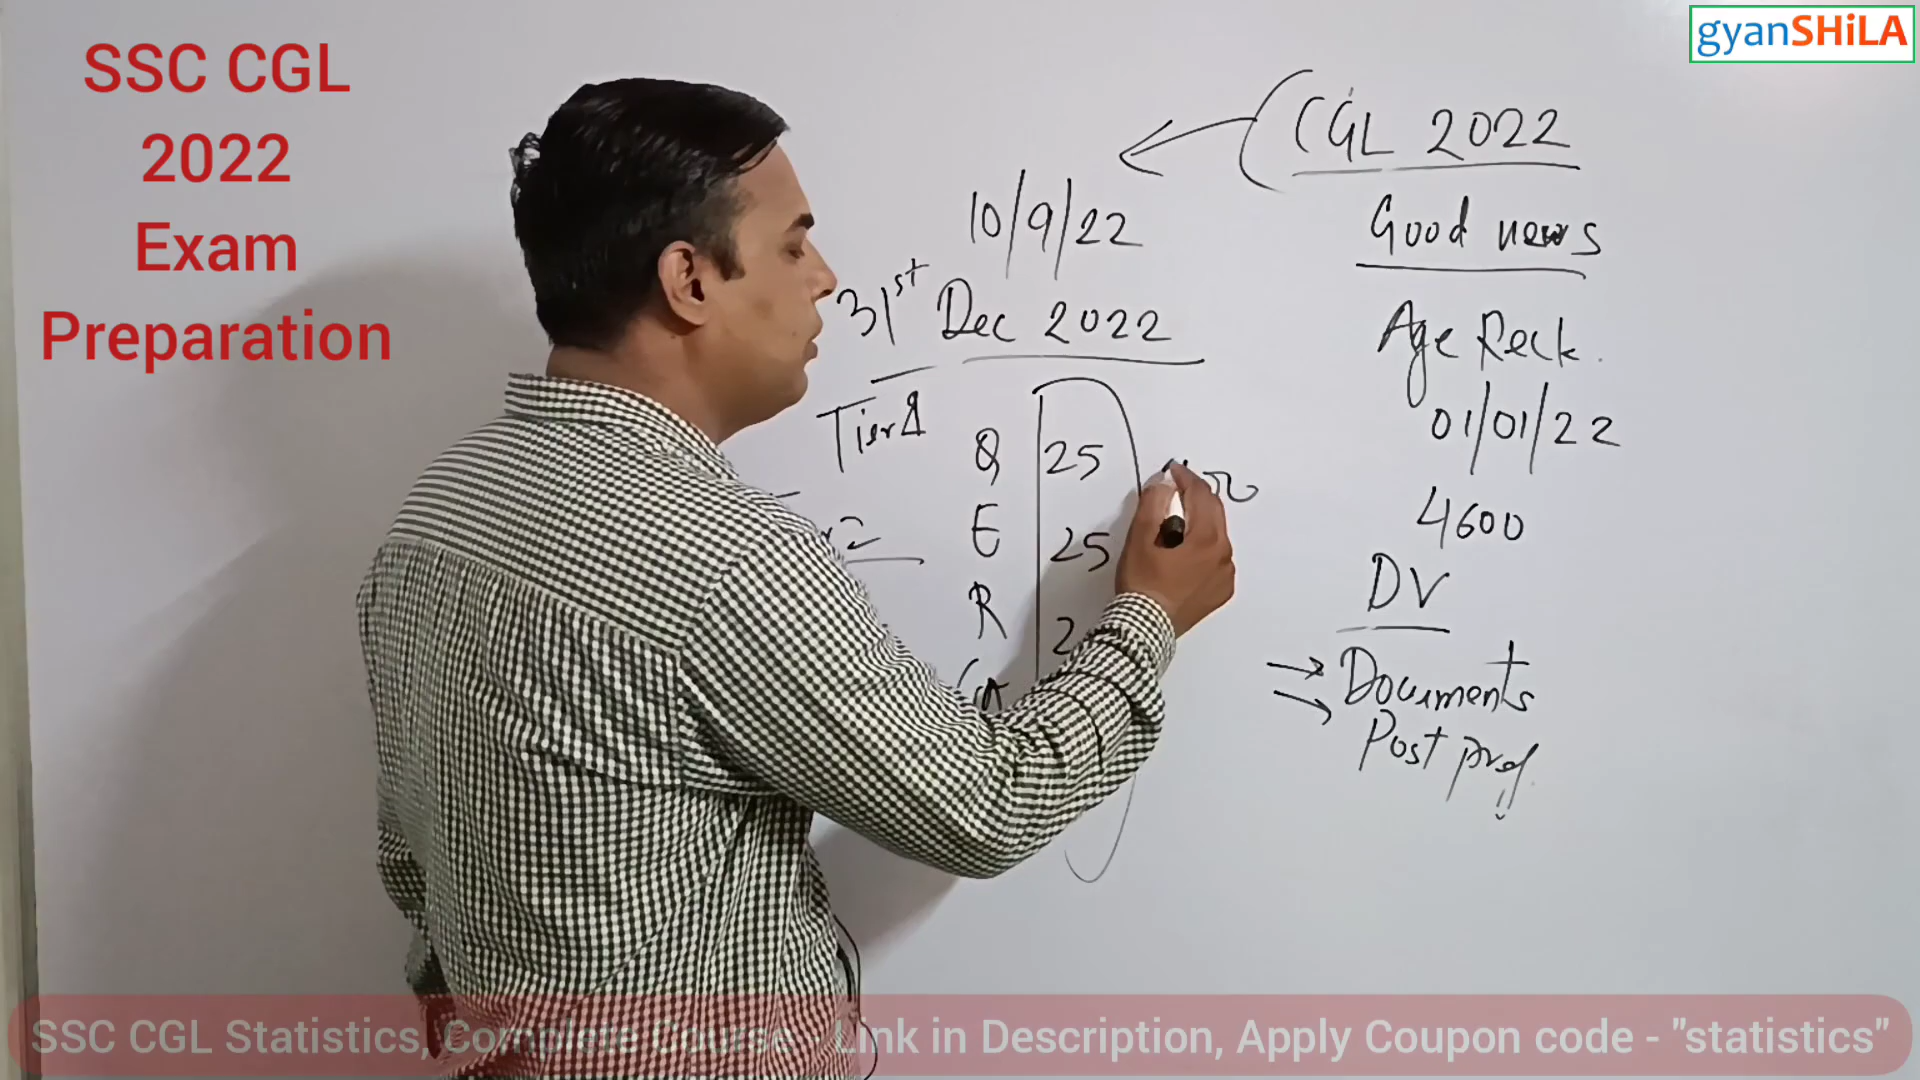 SSC CGL
2022
Exam
Preparation
gyanSHiLA
CGL 2022
Good news
Age Reck.
01/01/22
4600
DV
Documents
Post pref.
10/9/22
31st Dec 2022
Tier 1
Q 25
E 25
R
SSC CGL Statistics, Complete Course - Link in Description, Apply Coupon code - "statistics"